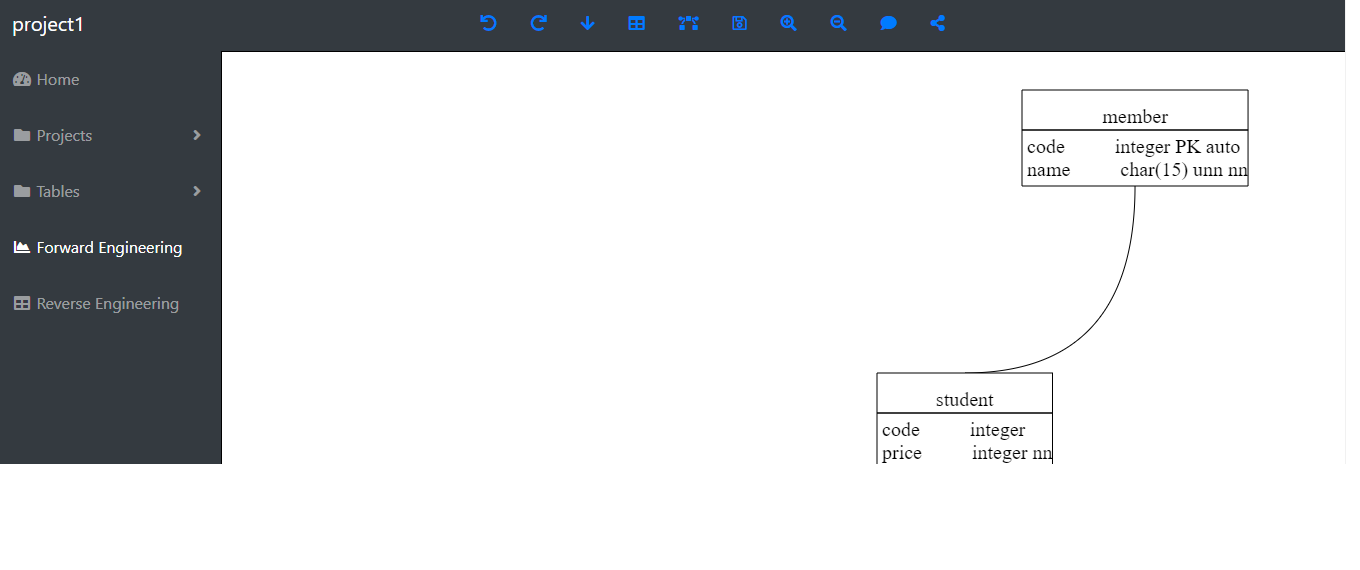 project1
Home
Projects
Tables
Forward Engineering
Reverse Engineering
member
code integer PK auto
name char(15) unn nn
student
code integer
price integer nn